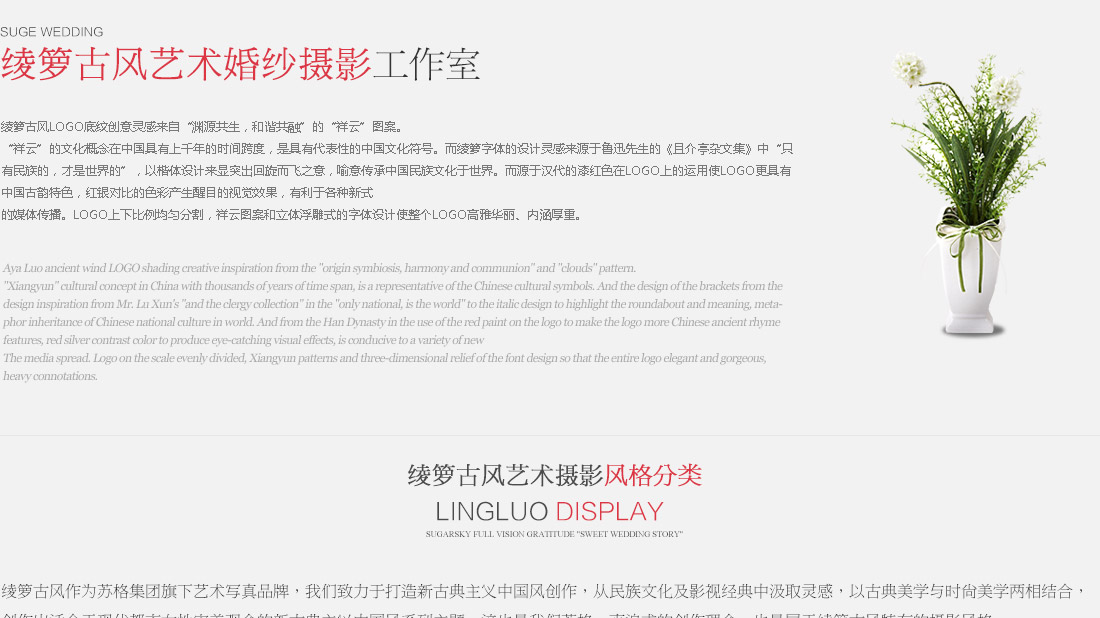 SUGE WEDDING
绫箩古风艺术婚纱摄影工作室
绫箩古风LOGO底纹创意灵感来自“渊源共生，和谐共融”的“祥云”图案。
“祥云”的文化概念在中国具有上千年的时间跨度，是具有代表性的中国文化符号。而绫箩字体的设计灵感来源于鲁迅先生的《且介亭杂文集》中“只
有民族的，才是世界的”，以楷体设计来显突出回旋而飞之意，喻意传承中国民族文化于世界。而源于汉代的漆红色在LOGO上的运用使LOGO更具有
中国古韵特色，红银对比的色彩产生醒目的视觉效果，有利于各种新式
的媒体传播。LOGO上下比例均匀分割，祥云图案和立体浮雕式的字体设计使整个LOGO高雅华丽、内涵厚重。
Aya Luo ancient wind LOGO shading creative inspiration from the "origin symbiosis, harmony and communion" and "clouds" pattern.
"Xiangyun" cultural concept in China with thousands of years of time span, is a representative of the Chinese cultural symbols. And the design of the brackets from the
design inspiration from Mr. Lu Xun's "and the clergy collection" in the "only national, is the world" to the italic design to highlight the roundabout and meaning, meta-
phor inheritance of Chinese national culture in world. And from the Han Dynasty in the use of the red paint on the logo to make the logo more Chinese ancient rhyme
features, red silver contrast color to produce eye-catching visual effects, is conducive to a variety of new
The media spread. Logo on the scale evenly divided, Xiangyun patterns and three-dimensional relief of the font design so that the entire logo elegant and gorgeous,
heavy connotations.
绫箩古风艺术摄影风格分类
LINGLUO DISPLAY
SUGARSKY FULL VISION GRATITUDE "SWEET WEDDING STORY"
绫箩古风作为苏格集团旗下艺术写真品牌，我们致力于打造新古典主义中国风创作，从民族文化及影视经典中汲取灵感，以古典美学与时尚美学两相结合，